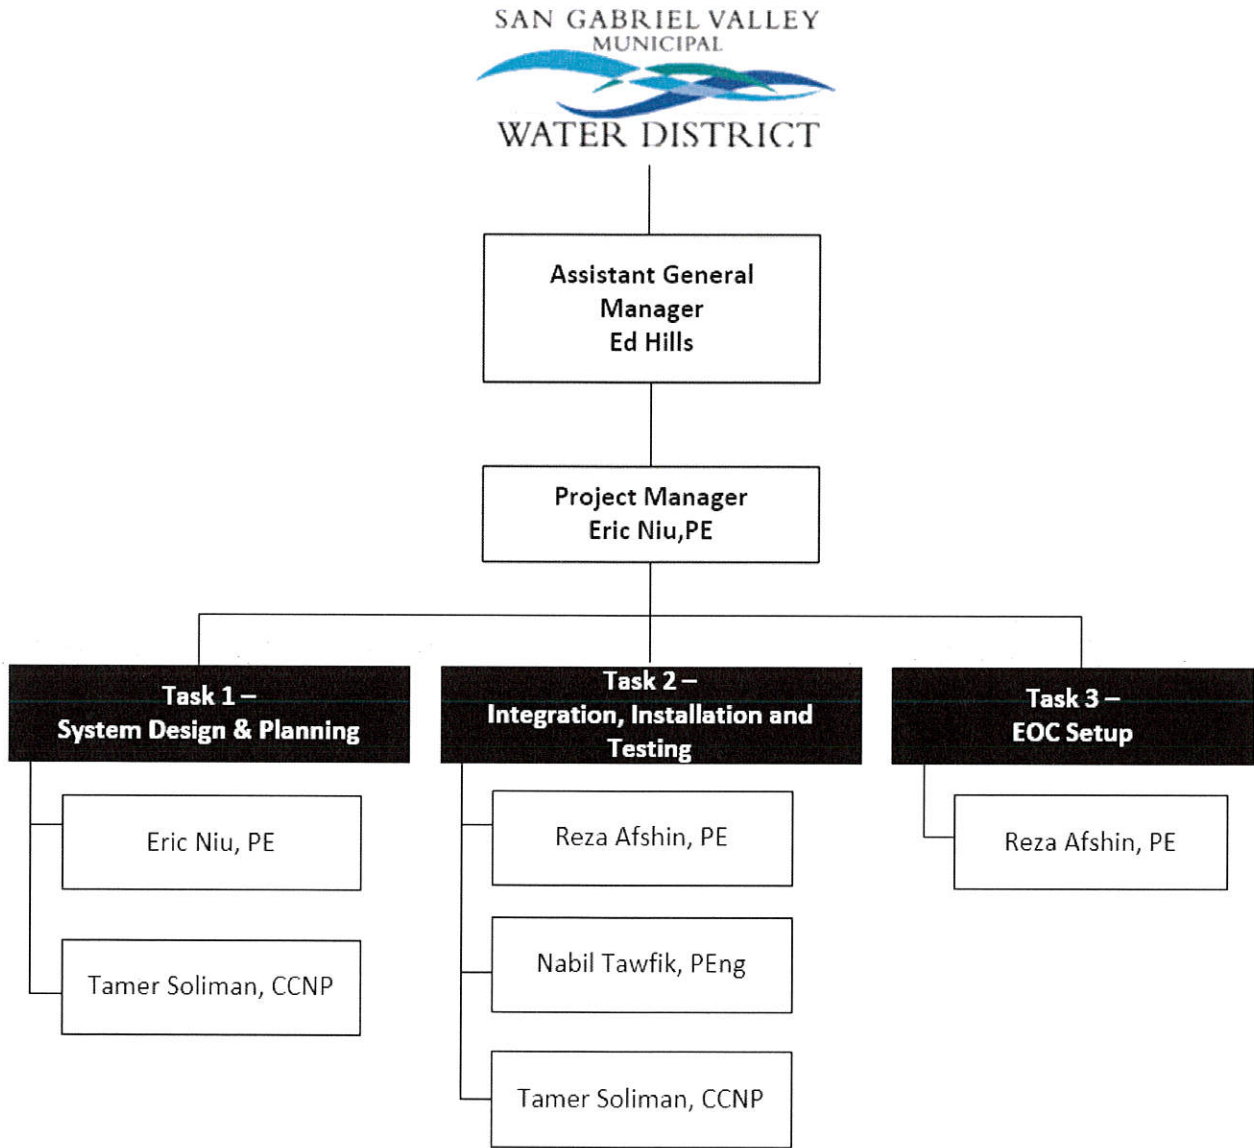 SAN GABRIEL VALLEY
MUNICIPAL
WATER DISTRICT
Assistant General
Manager
Ed Hills
Project Manager
Eric Niu,PE
Task 1 –
System Design & Planning
Eric Niu, PE
Tamer Soliman, CCNP
Task 2 –
Integration, Installation and
Testing
Reza Afshin, PE
Nabil Tawfik, PEng
Tamer Soliman, CCNP
Task 3 –
EOC Setup
Reza Afshin, PE